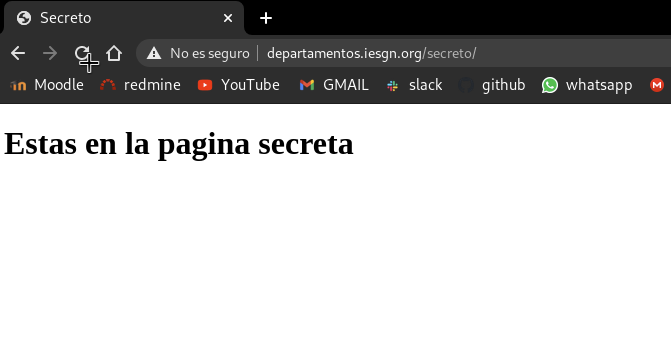 Secreto
No es seguro departamentos.iesgn.org/secreto/
Moodle redmine YouTube GMAIL slack github whatsapp
Estas en la pagina secreta